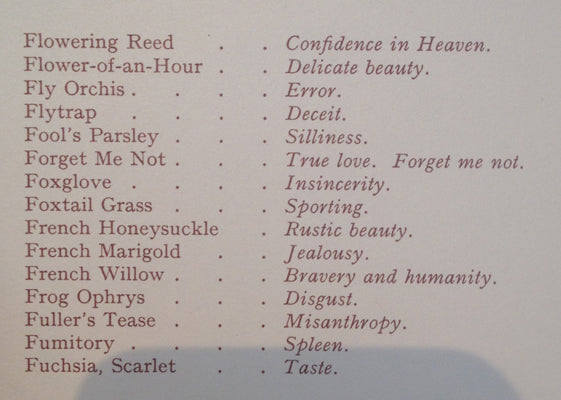 Flowering Reed . . Confidence in Heaven.
Flower-of-an-Hour . . Delicate beauty.
Fly Orchis . . . . Error.
Flytrap . . . Deceit.
Fool's Parsley . . . Silliness.
Forget Me Not . . . True love. Forget me not.
Foxglove . . . . Insincerity.
Foxtail Grass . . . Sporting.
French Honeysuckle . Rustic beauty.
French Marigold . . Jealousy.
French Willow . . . Bravery and humanity.
Frog Ophrys . . . Disgust.
Fuller's Tease . . . Misanthropy.
Fumitory . . . . Spleen.
Fuchsia, Scarlet . . Taste.